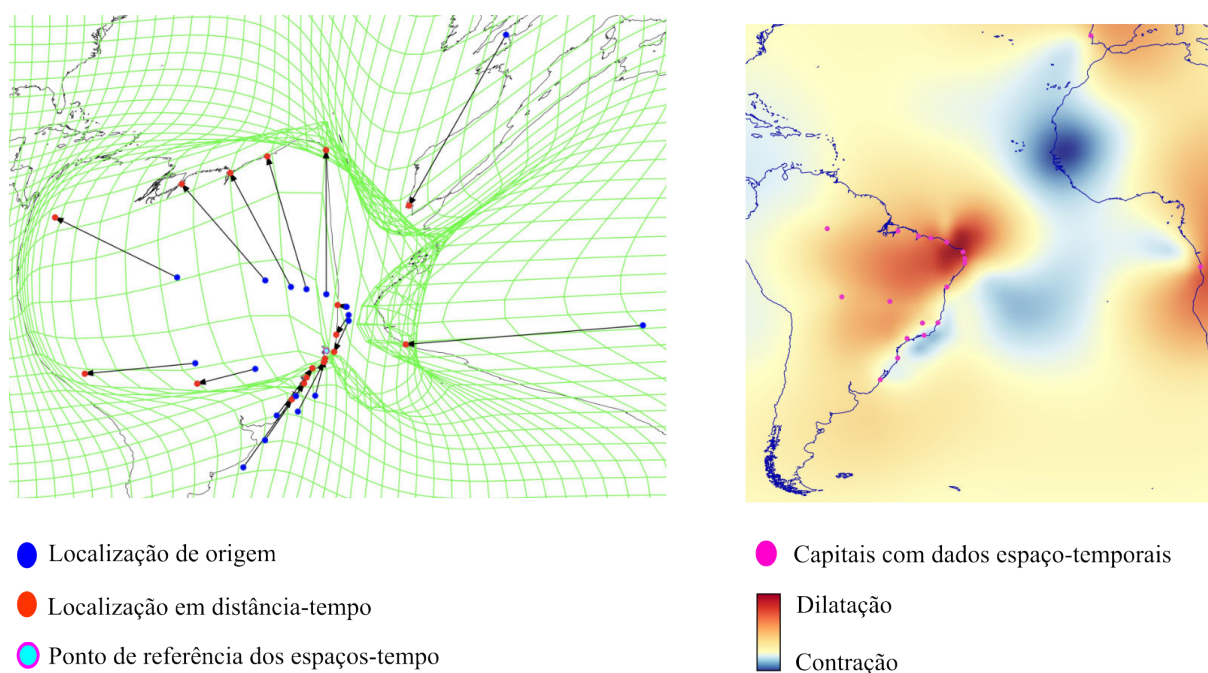 Localização de origem
Localização em distância-tempo
Ponto de referência dos espaços-tempo
Capitais com dados espaço-temporais
Dilatação
Contração